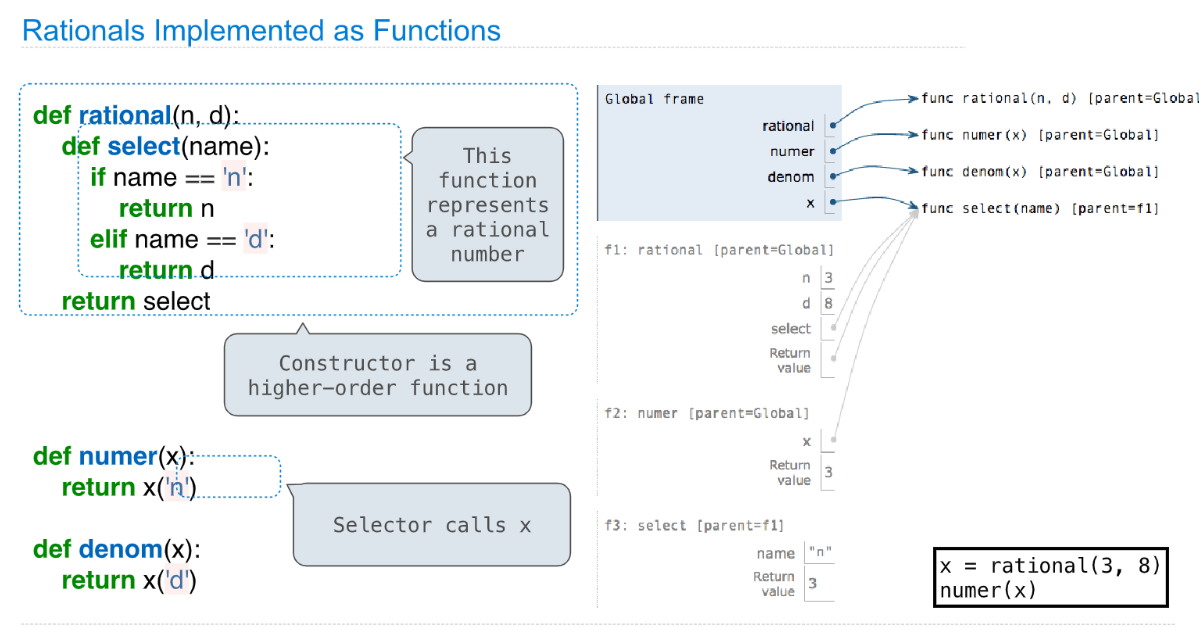 Rationals Implemented as Functions
def rational(n, d):
def select(name):
if name == 'n':
return n
elif name == 'd':
return d
return select
This
function
represents
a rational
number
Constructor is a
higher-order function
def numer(x):
return x('n')
Selector calls x
def denom(x):
return x('d')
Global frame
rational
numer
denom
x
func rational(n, d) [parent=Global
func numer(x) [parent=Global]
func denom(x) [parent=Global]
func select(name) [parent=f1]
f1: rational [parent=Global]
n 3
d 8
select
Return
value
f2: numer [parent=Global]
x
Return
value 3
f3: select [parent=f1]
name "n"
Return
value 3
x = rational(3, 8)
numer(x)